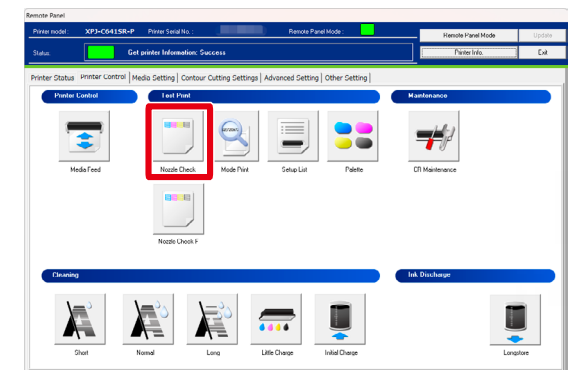 Remote Panel
Printer model : XPJ-C641SR-P Printer Serial No. : Remote Panel Mode :
Remote Panel Mode Update
Status: Get printer Information: Success
Printer Info. Exit
Printer Status Printer Control Media Setting Contour Cutting Settings Advanced Setting Other Setting
Printer Control Test Print Maintenance
Media Feed Nozzle Check Mode Print Setup List Palette CR Maintenance
Nozzle Check F
Cleaning Ink Discharge
Short Normal Long Little Charge Initial Charge Longstore